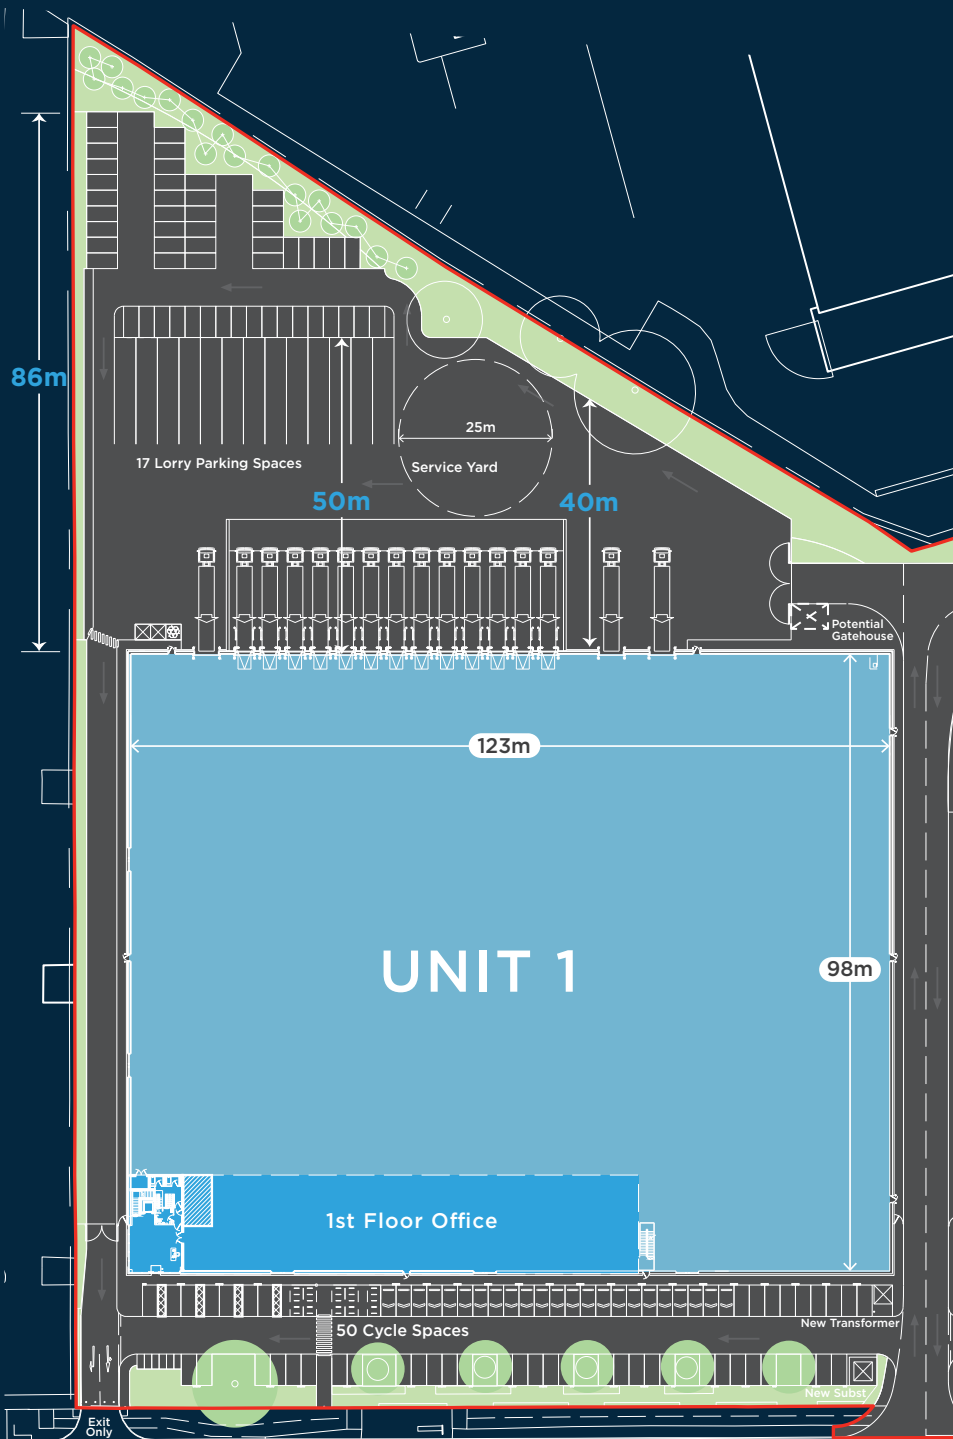 86m
25m
17 Lorry Parking Spaces
Service Yard
50m
40m
Potential
Gatehouse
123m
UNIT 1
98m
1st Floor Office
50 Cycle Spaces
New Transformer
New Subst
Exit
Only